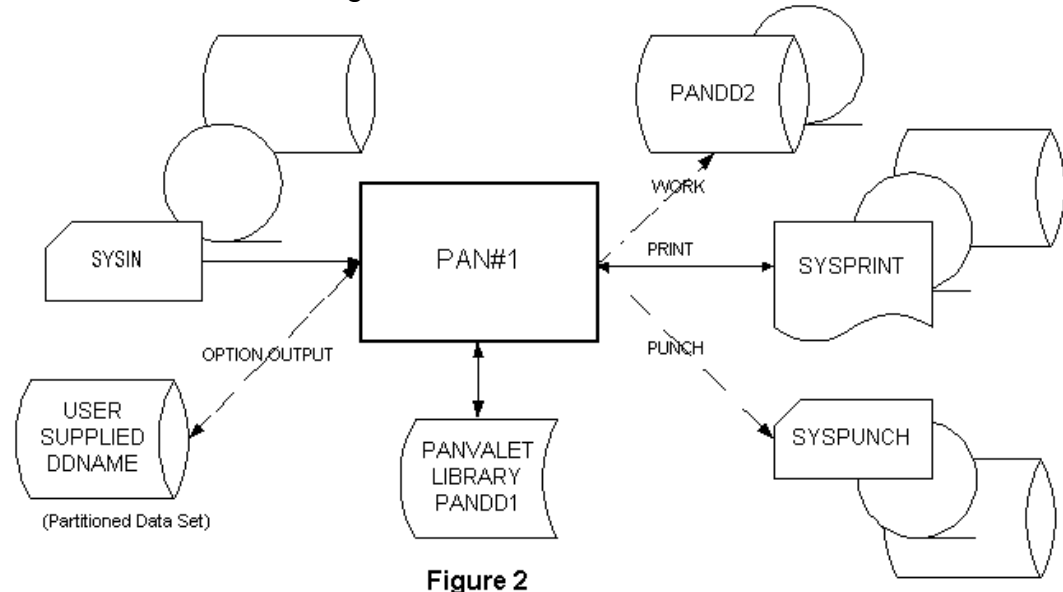 PANDD2
WORK
SYSIN
PAN#1
PRINT
SYSPRINT
OPTION OUTPUT
PUNCH
USER
SUPPLIED
DDNAME
(Partitioned Data Set)
PANVALET
LIBRARY
PANDD1
SYSPUNCH
Figure 2